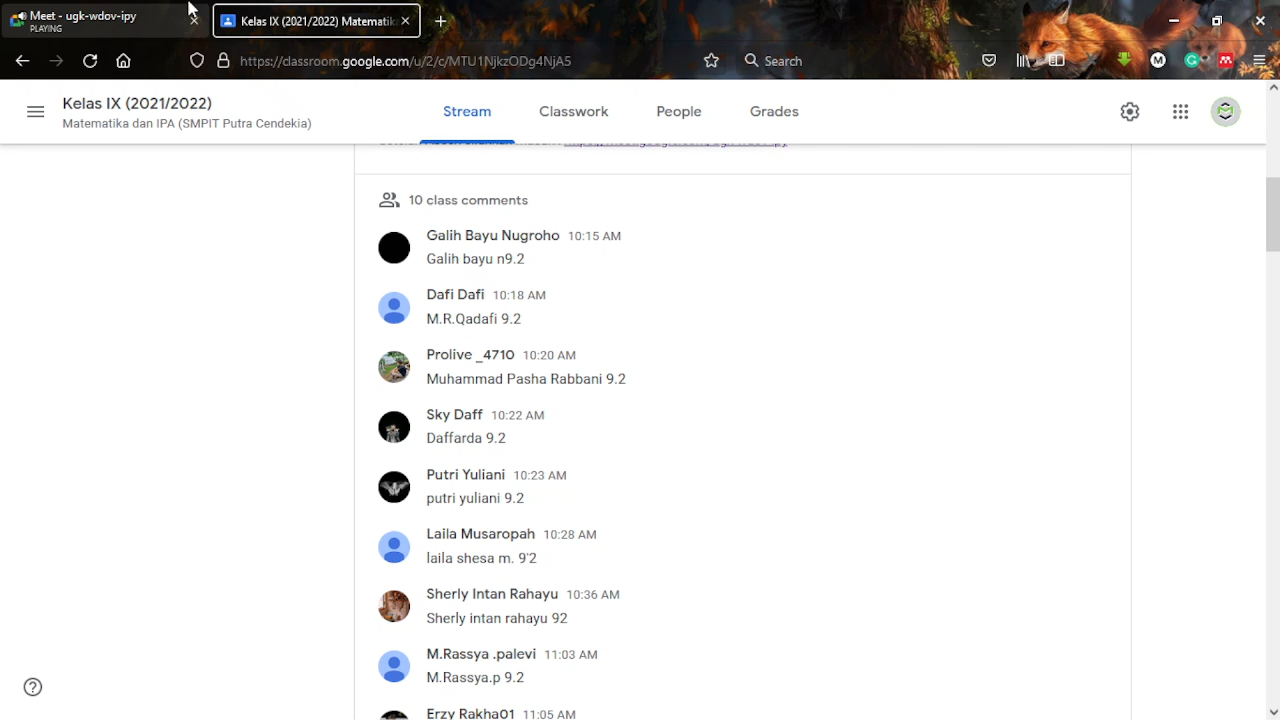 Meet - ugk-wdov-ipy
PLAYING
Kelas IX (2021/2022) Matematik
https://classroom.google.com/u/2/c/MTU1NjkzODg4NjA5
Search
Kelas IX (2021/2022)
Matematika dan IPA (SMPIT Putra Cendekia)
Stream
Classwork
People
Grades
10 class comments
Galih Bayu Nugroho 10:15 AM
Galih bayu n9.2
Dafi Dafi 10:18 AM
M.R.Qadafi 9.2
Prolive _4710 10:20 AM
Muhammad Pasha Rabbani 9.2
Sky Daff 10:22 AM
Daffarda 9.2
Putri Yuliani 10:23 AM
putri yuliani 9.2
Laila Musaropah 10:28 AM
laila shesa m. 9'2
Sherly Intan Rahayu 10:36 AM
Sherly intan rahayu 92
M.Rassya .palevi 11:03 AM
M.Rassya.p 9.2
Erzy Rakha01 11:05 AM